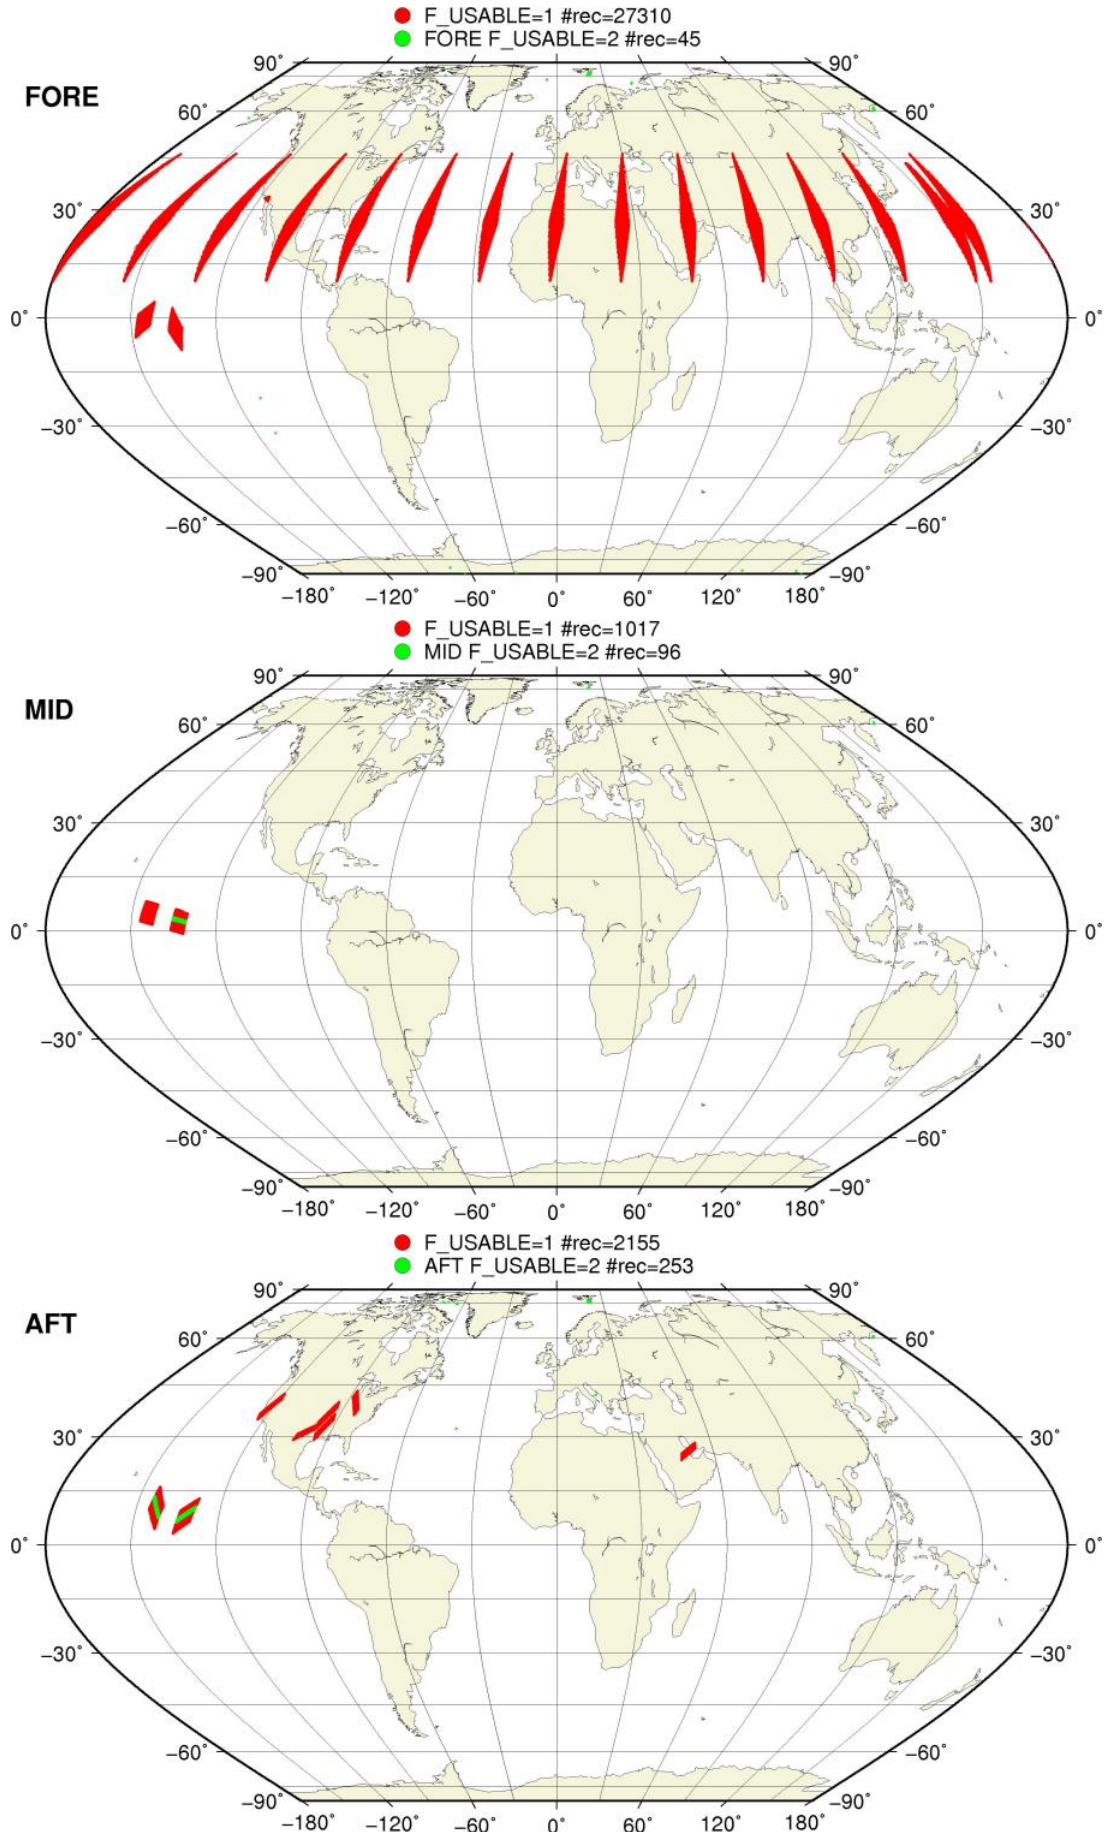 F_USABLE=1 #rec=27310
FORE F_USABLE=2 #rec=45
FORE
90˚ 90˚
60˚ 60˚
30˚ 30˚
0˚ 0˚
−30˚ −30˚
−60˚ −60˚
−90˚ −90˚
−180˚ −120˚ −60˚ 0˚ 60˚ 120˚ 180˚
F_USABLE=1 #rec=1017
MID F_USABLE=2 #rec=96
MID
90˚ 90˚
60˚ 60˚
30˚ 30˚
0˚ 0˚
−30˚ −30˚
−60˚ −60˚
−90˚ −90˚
−180˚ −120˚ −60˚ 0˚ 60˚ 120˚ 180˚
F_USABLE=1 #rec=2155
AFT F_USABLE=2 #rec=253
AFT
90˚ 90˚
60˚ 60˚
30˚ 30˚
0˚ 0˚
−30˚ −30˚
−60˚ −60˚
−90˚ −90˚
−180˚ −120˚ −60˚ 0˚ 60˚ 120˚ 180˚